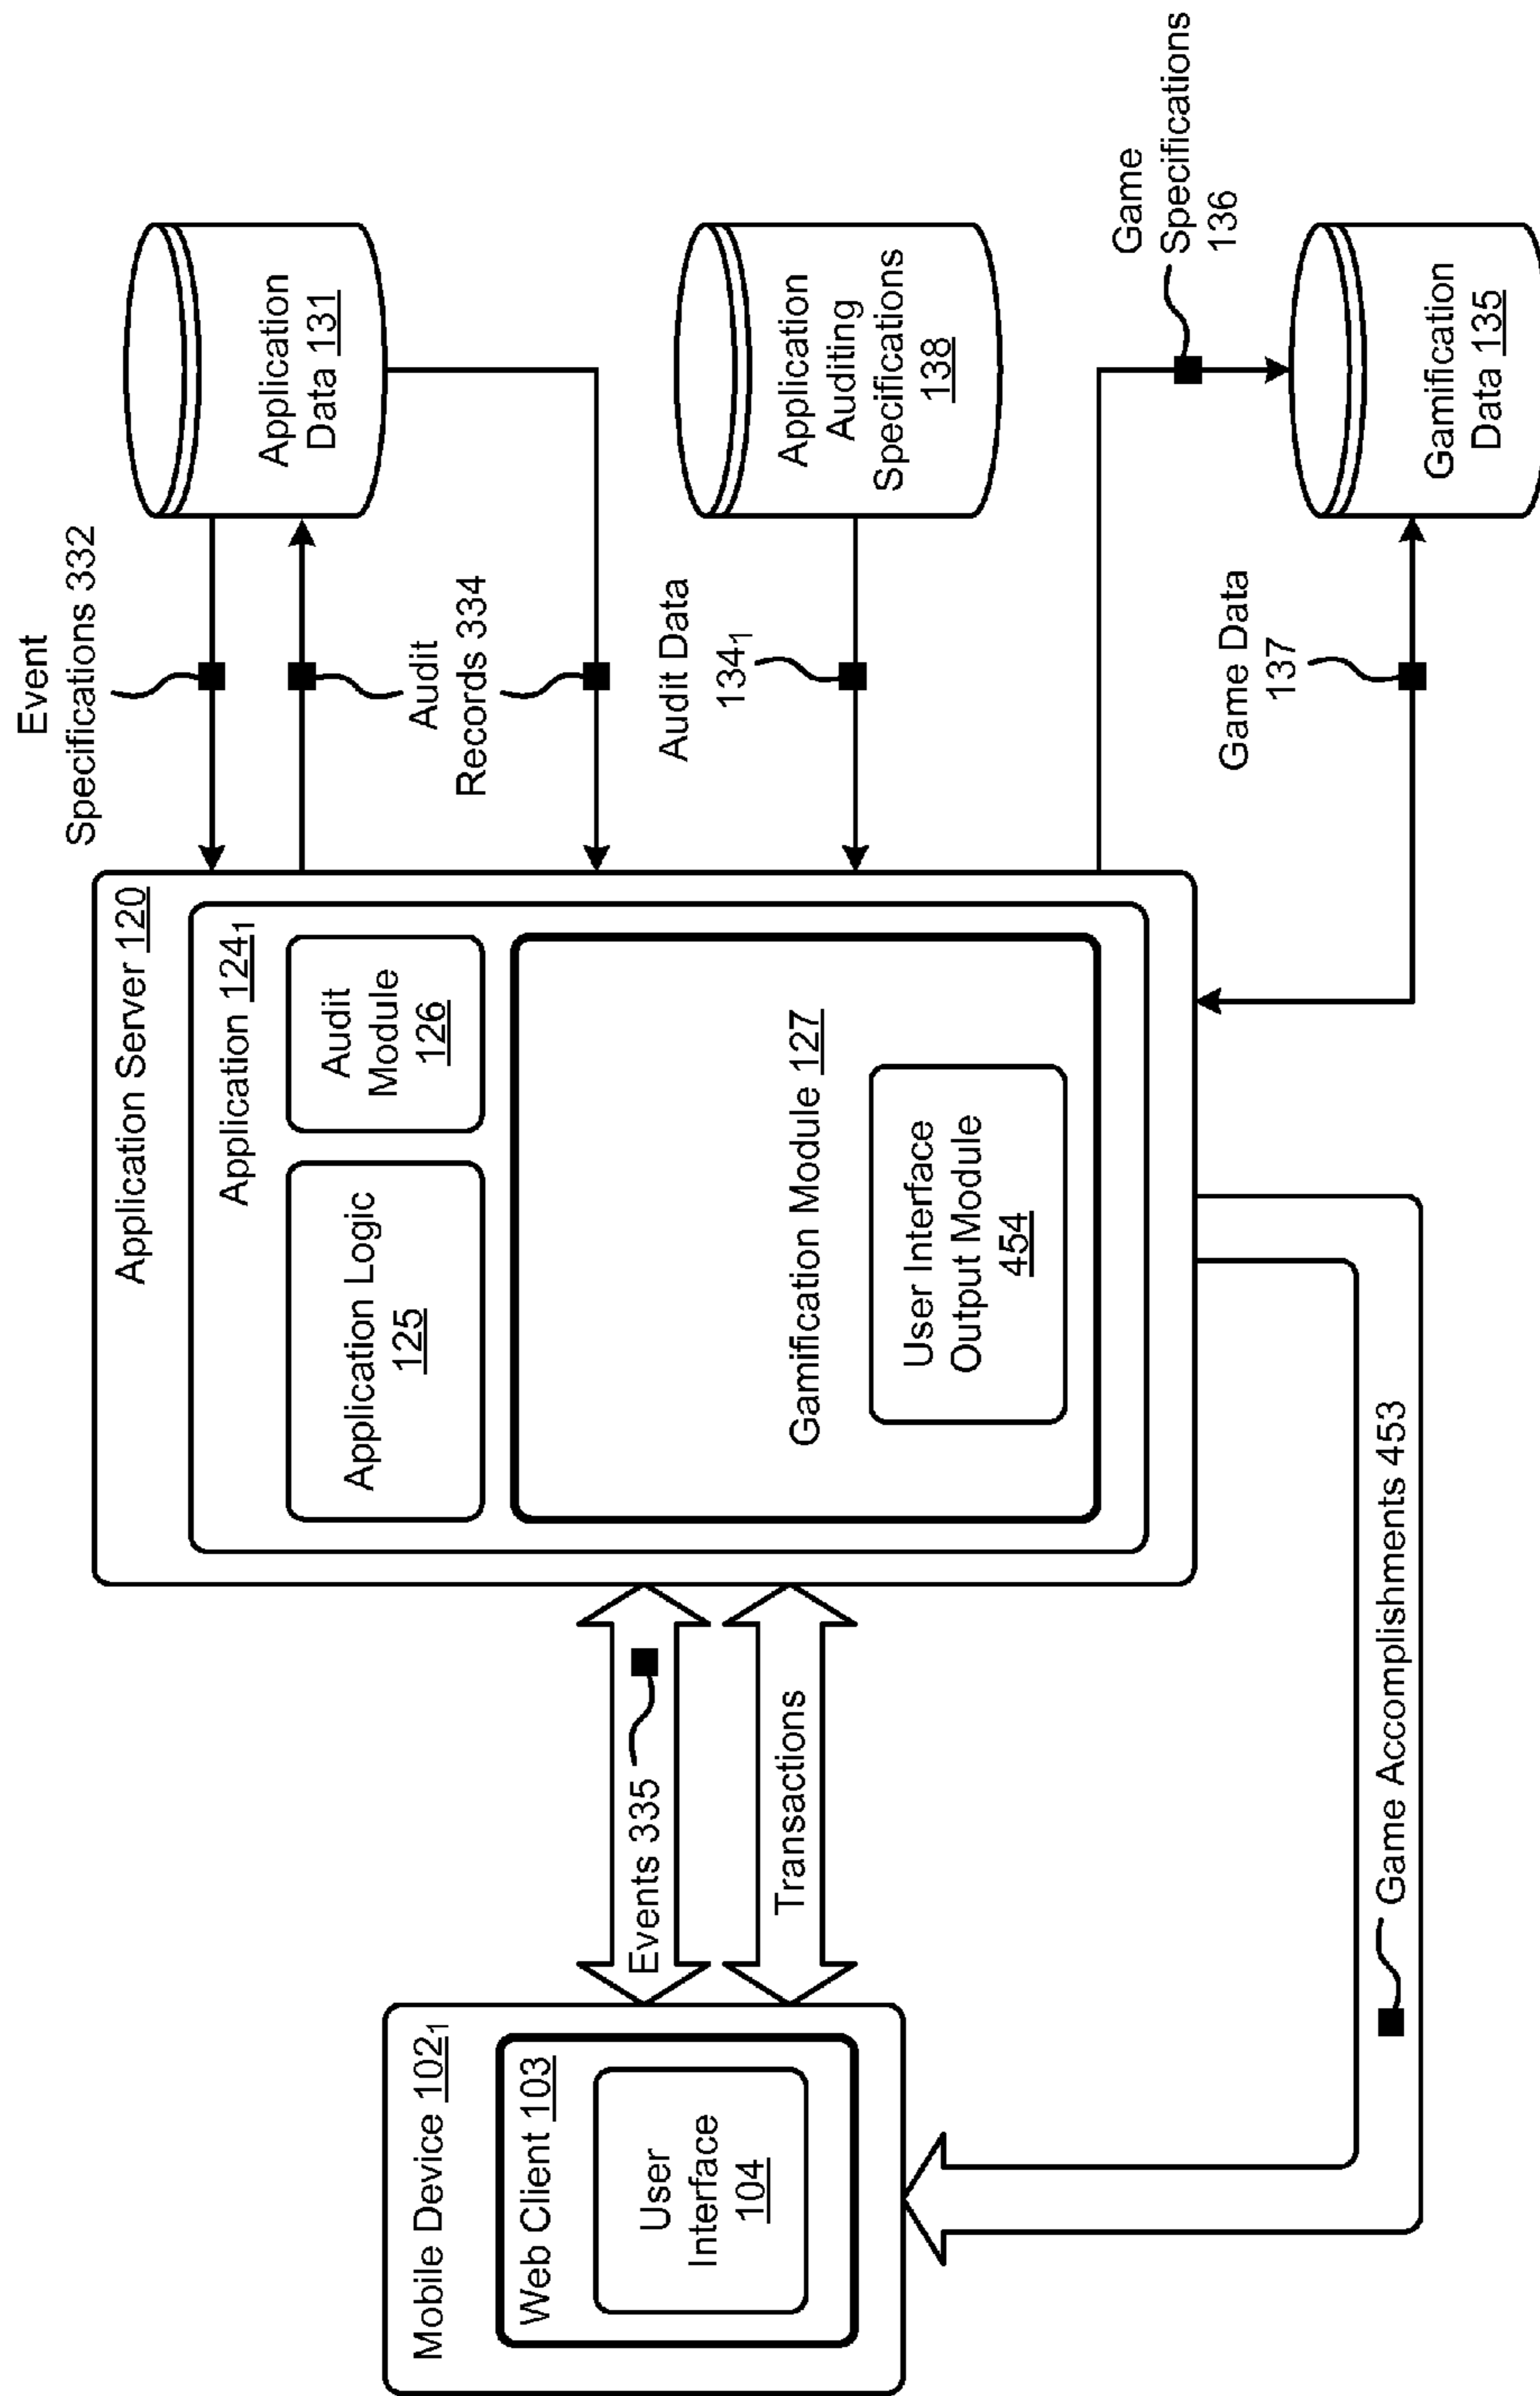 Mobile Device 102₁
Web Client 103
User
Interface
104
Events 335
Transactions
Game Accomplishments 453
Application Server 120
Application 124₁
Application Logic
125
Audit
Module
126
Gamification Module 127
User Interface
Output Module
454
Event
Specifications 332
Audit
Records 334
Audit Data
134₁
Game Data
137
Game
Specifications
136
Application
Data 131
Application
Auditing
Specifications
138
Gamification
Data 135